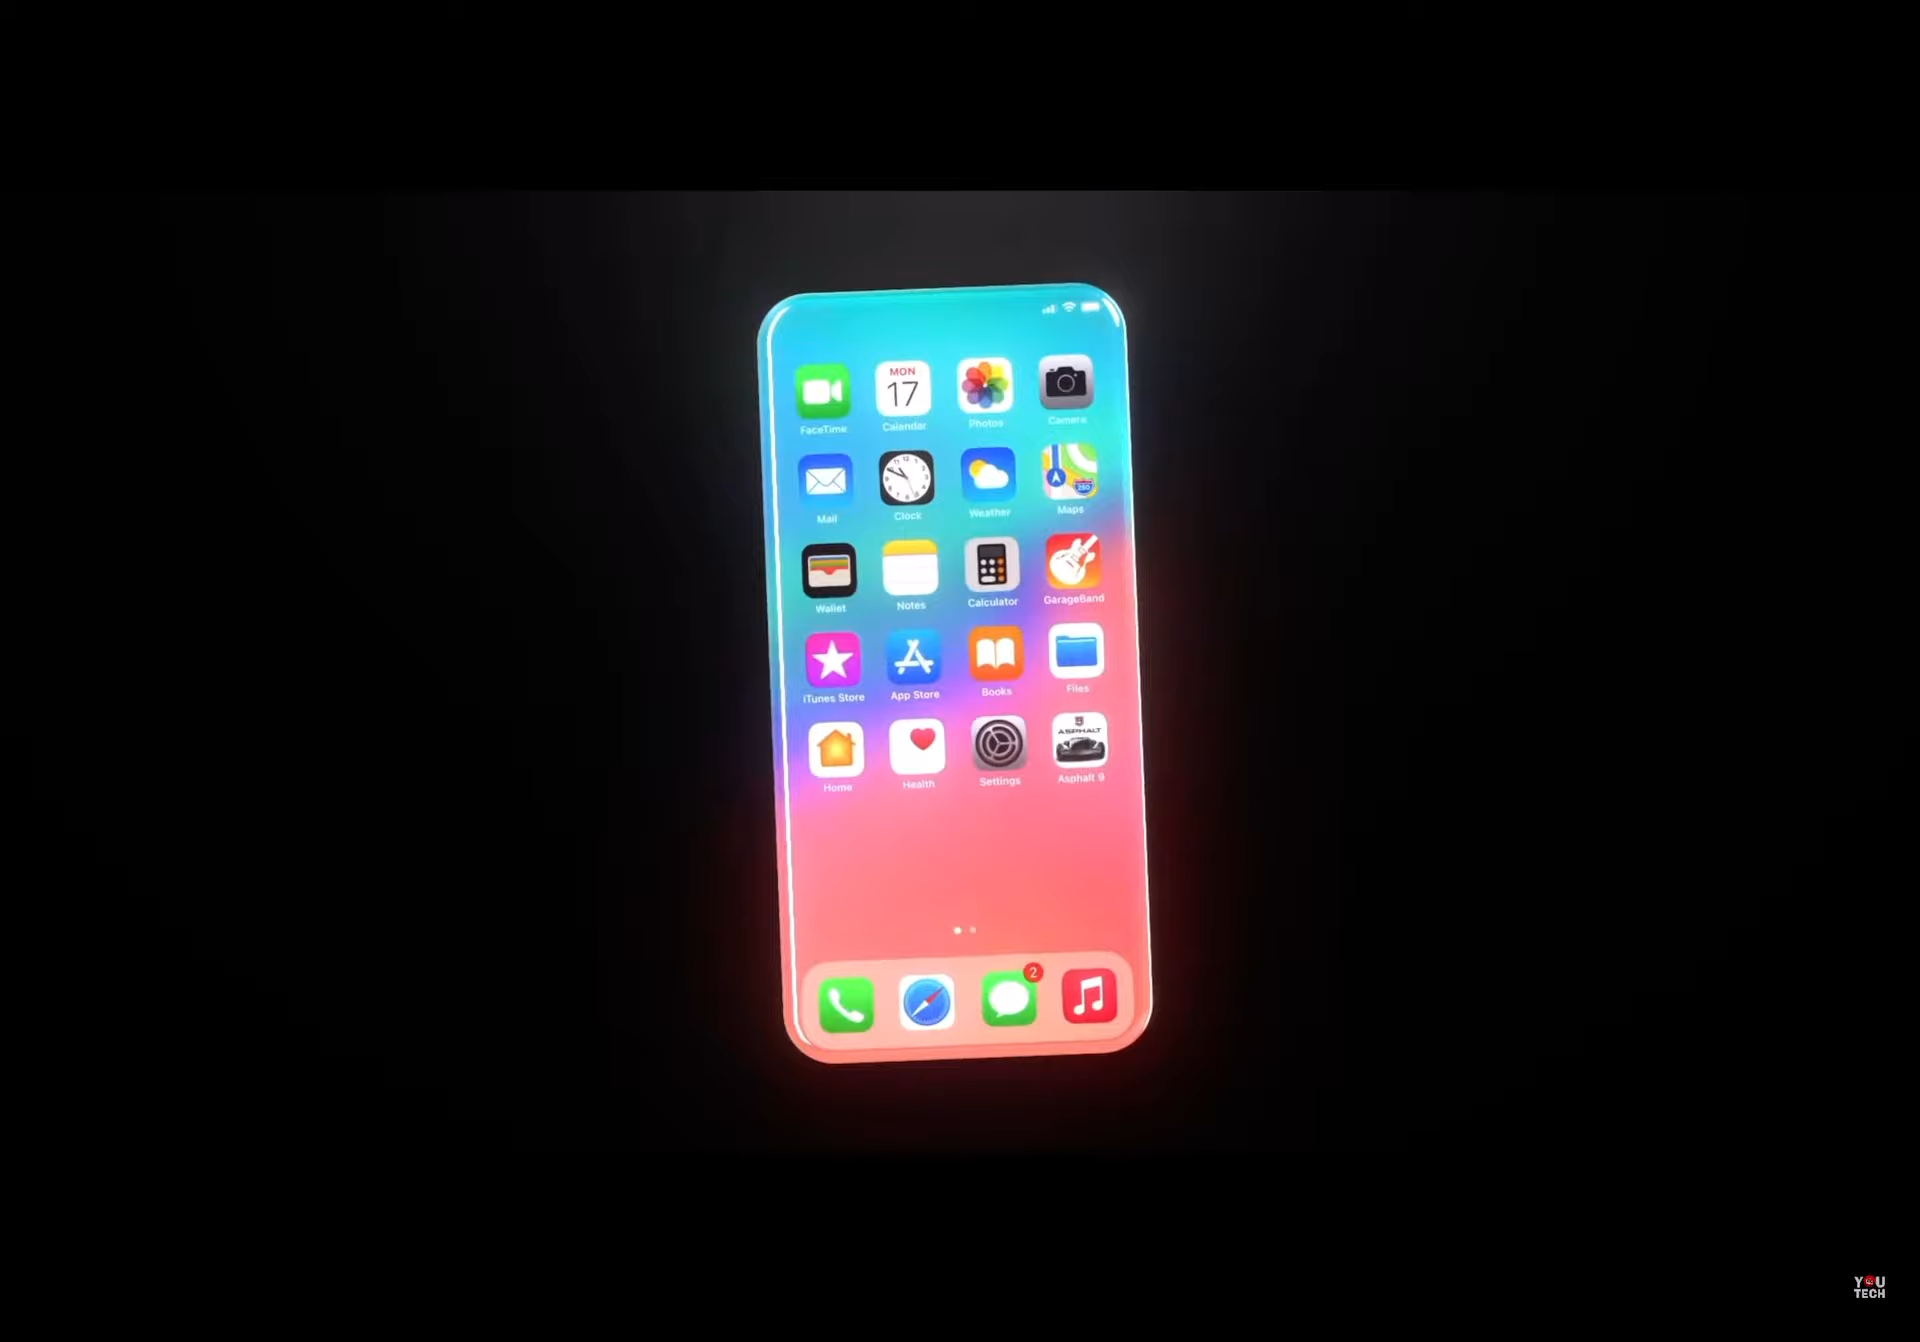 MON
17
FaceTime
Calendar
Photos
Camera
280
Mail
Clock
Weather
Maps
Wallet
Notes
Calculator
GarageBand
iTunes Store
App Store
Books
Files
ASPHALT
Home
Health
Settings
Asphalt 9
2
YOU
TECH